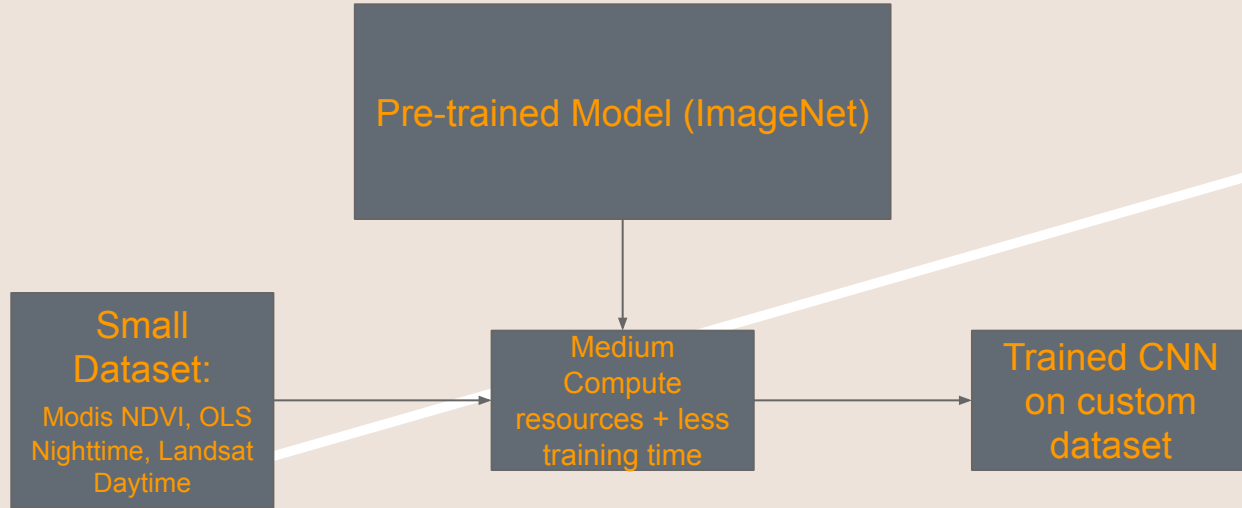 Pre-trained Model (ImageNet)
Small
Dataset:
Modis NDVI, OLS
Nighttime, Landsat
Daytime
Medium
Compute
resources + less
training time
Trained CNN
on custom
dataset